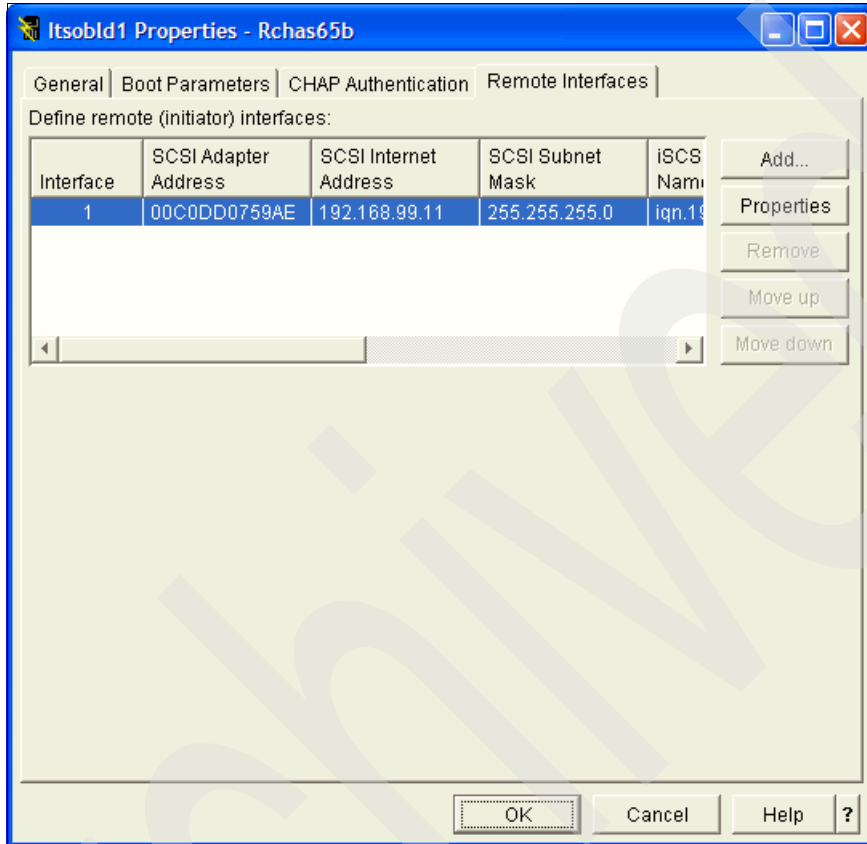 Itsobld1 Properties - Rchas65b
General Boot Parameters CHAP Authentication Remote Interfaces
Define remote (initiator) interfaces:
Interface SCSI Adapter Address SCSI Internet Address SCSI Subnet Mask iSCS
1 00C0DD0759AE 192.168.99.11 255.255.255.0
Add...
Properties
Remove
Move up
Move down
OK Cancel Help ?